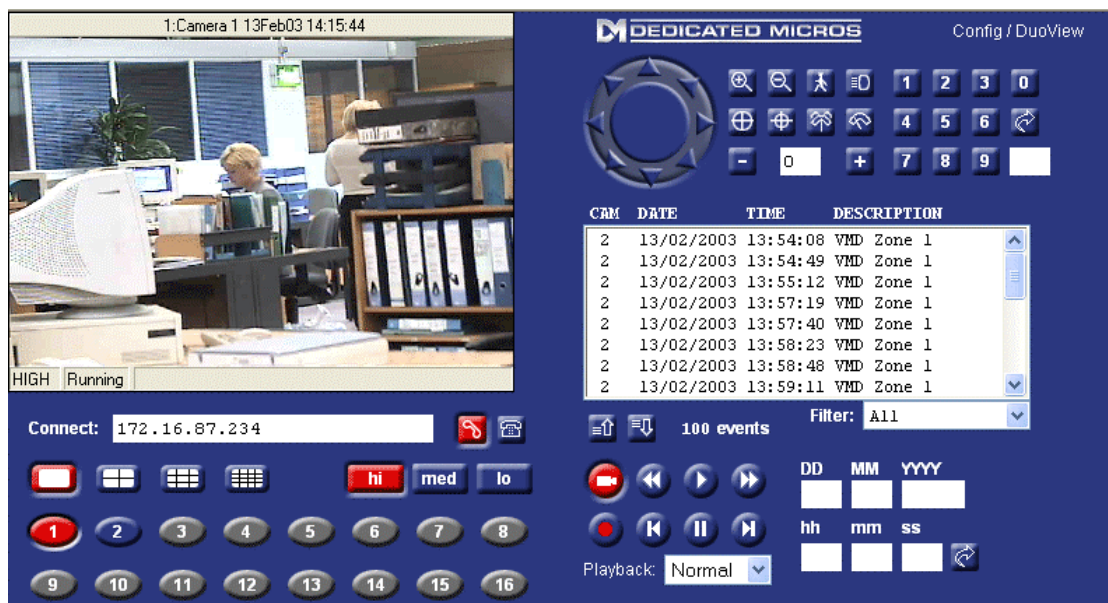 1:Camera 1 13Feb03 14:15:44
HIGH Running
Connect: 172.16.87.234
hi med lo
1 2 3 4 5 6 7 8
9 10 11 12 13 14 15 16
DEDICATED MICROS
Config / DuoView
1 2 3 0
4 5 6
- 0 + 7 8 9
CAM DATE TIME DESCRIPTION
2 13/02/2003 13:54:08 VMD Zone 1
2 13/02/2003 13:54:49 VMD Zone 1
2 13/02/2003 13:55:12 VMD Zone 1
2 13/02/2003 13:57:19 VMD Zone 1
2 13/02/2003 13:57:40 VMD Zone 1
2 13/02/2003 13:58:23 VMD Zone 1
2 13/02/2003 13:58:48 VMD Zone 1
2 13/02/2003 13:59:11 VMD Zone 1
100 events
Filter: All
DD MM YYYY
hh mm ss
Playback: Normal